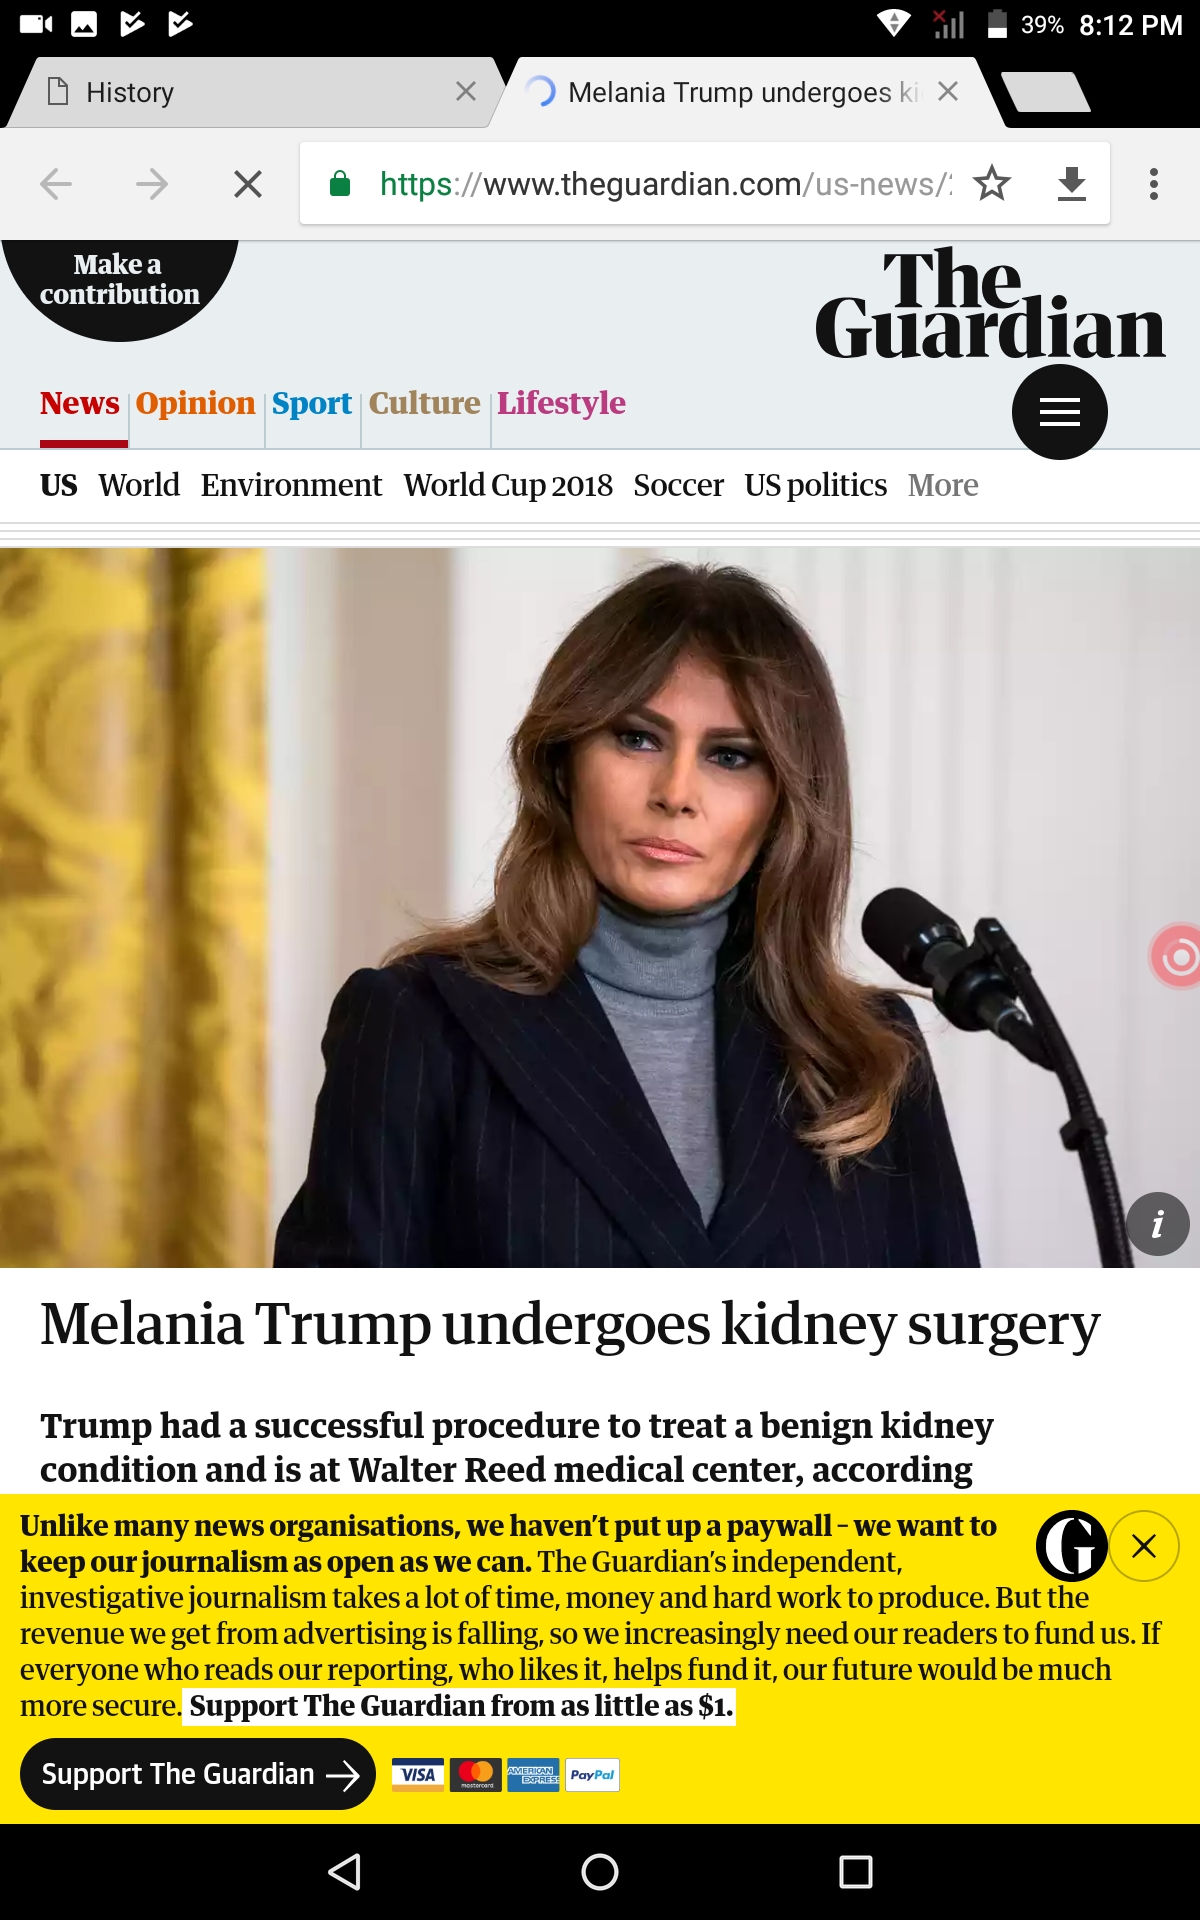 39% 8:12 PM
History
Melania Trump undergoes ki
https://www.theguardian.com/us-news/
Make a
contribution
The
Guardian
News Opinion Sport Culture Lifestyle
US World Environment World Cup 2018 Soccer US politics More
i
Melania Trump undergoes kidney surgery
Trump had a successful procedure to treat a benign kidney
condition and is at Walter Reed medical center, according
Unlike many news organisations, we haven't put up a paywall – we want to
keep our journalism as open as we can. The Guardian's independent,
investigative journalism takes a lot of time, money and hard work to produce. But the
revenue we get from advertising is falling, so we increasingly need our readers to fund us. If
everyone who reads our reporting, who likes it, helps fund it, our future would be much
more secure. Support The Guardian from as little as $1.
G
Support The Guardian
VISA mastercard AMERICAN EXPRESS PayPal